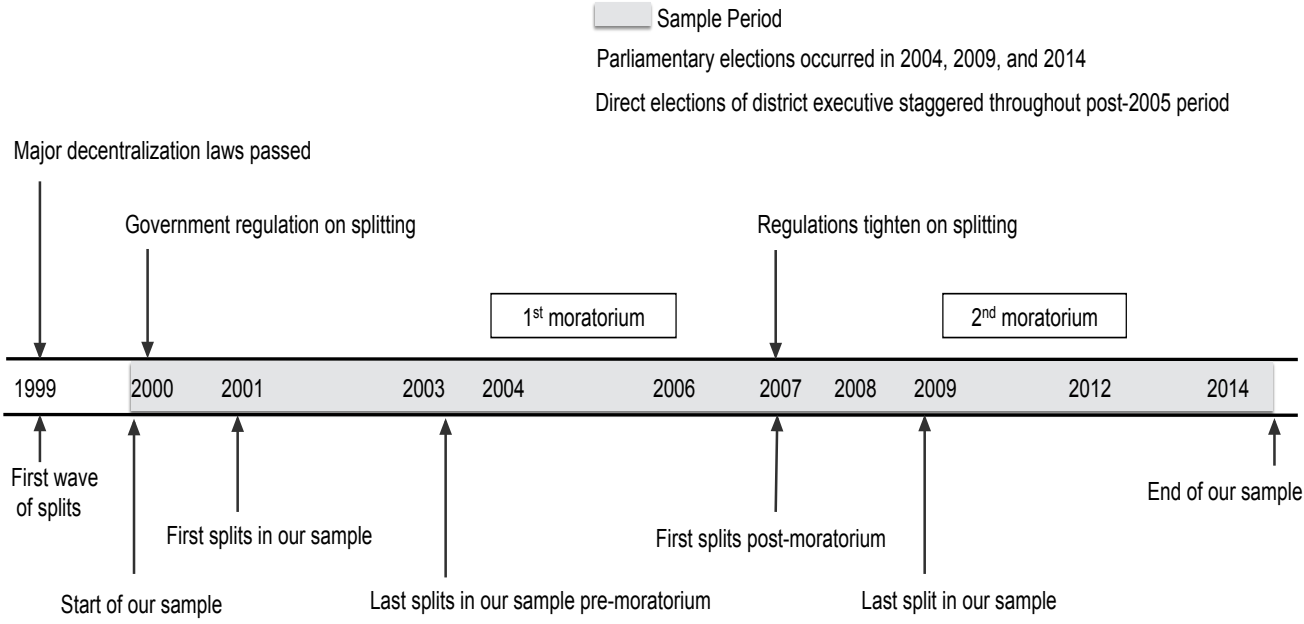 Sample Period
Parliamentary elections occurred in 2004, 2009, and 2014
Direct elections of district executive staggered throughout post-2005 period
Major decentralization laws passed
Government regulation on splitting
Regulations tighten on splitting
1st moratorium
2nd moratorium
1999 2000 2001 2003 2004 2006 2007 2008 2009 2012 2014
First wave
of splits
End of our sample
First splits in our sample
First splits post-moratorium
Start of our sample
Last splits in our sample pre-moratorium
Last split in our sample